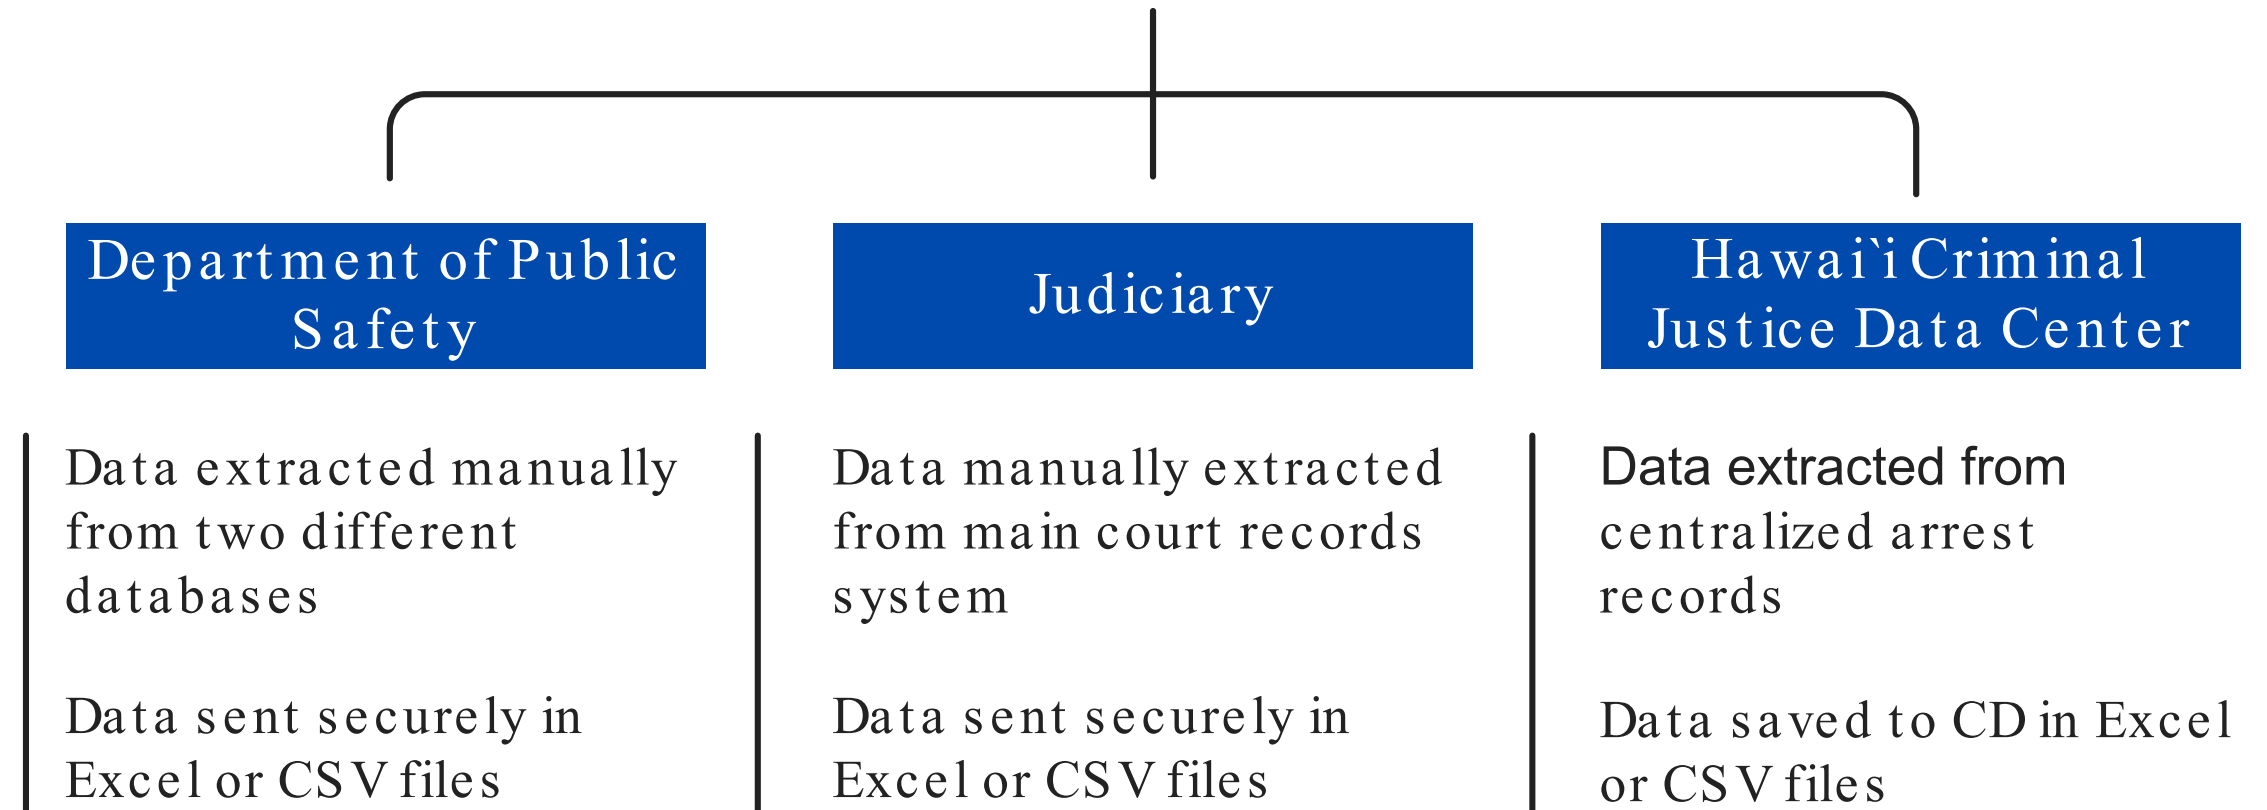 Department of Public
Safety
Judiciary
Hawai`i Criminal
Justice Data Center
Data extracted manually
from two different
databases
Data sent securely in
Excel or CSV files
Data manually extracted
from main court records
system
Data sent securely in
Excel or CSV files
Data extracted from
centralized arrest
records
Data saved to CD in Excel
or CSV files